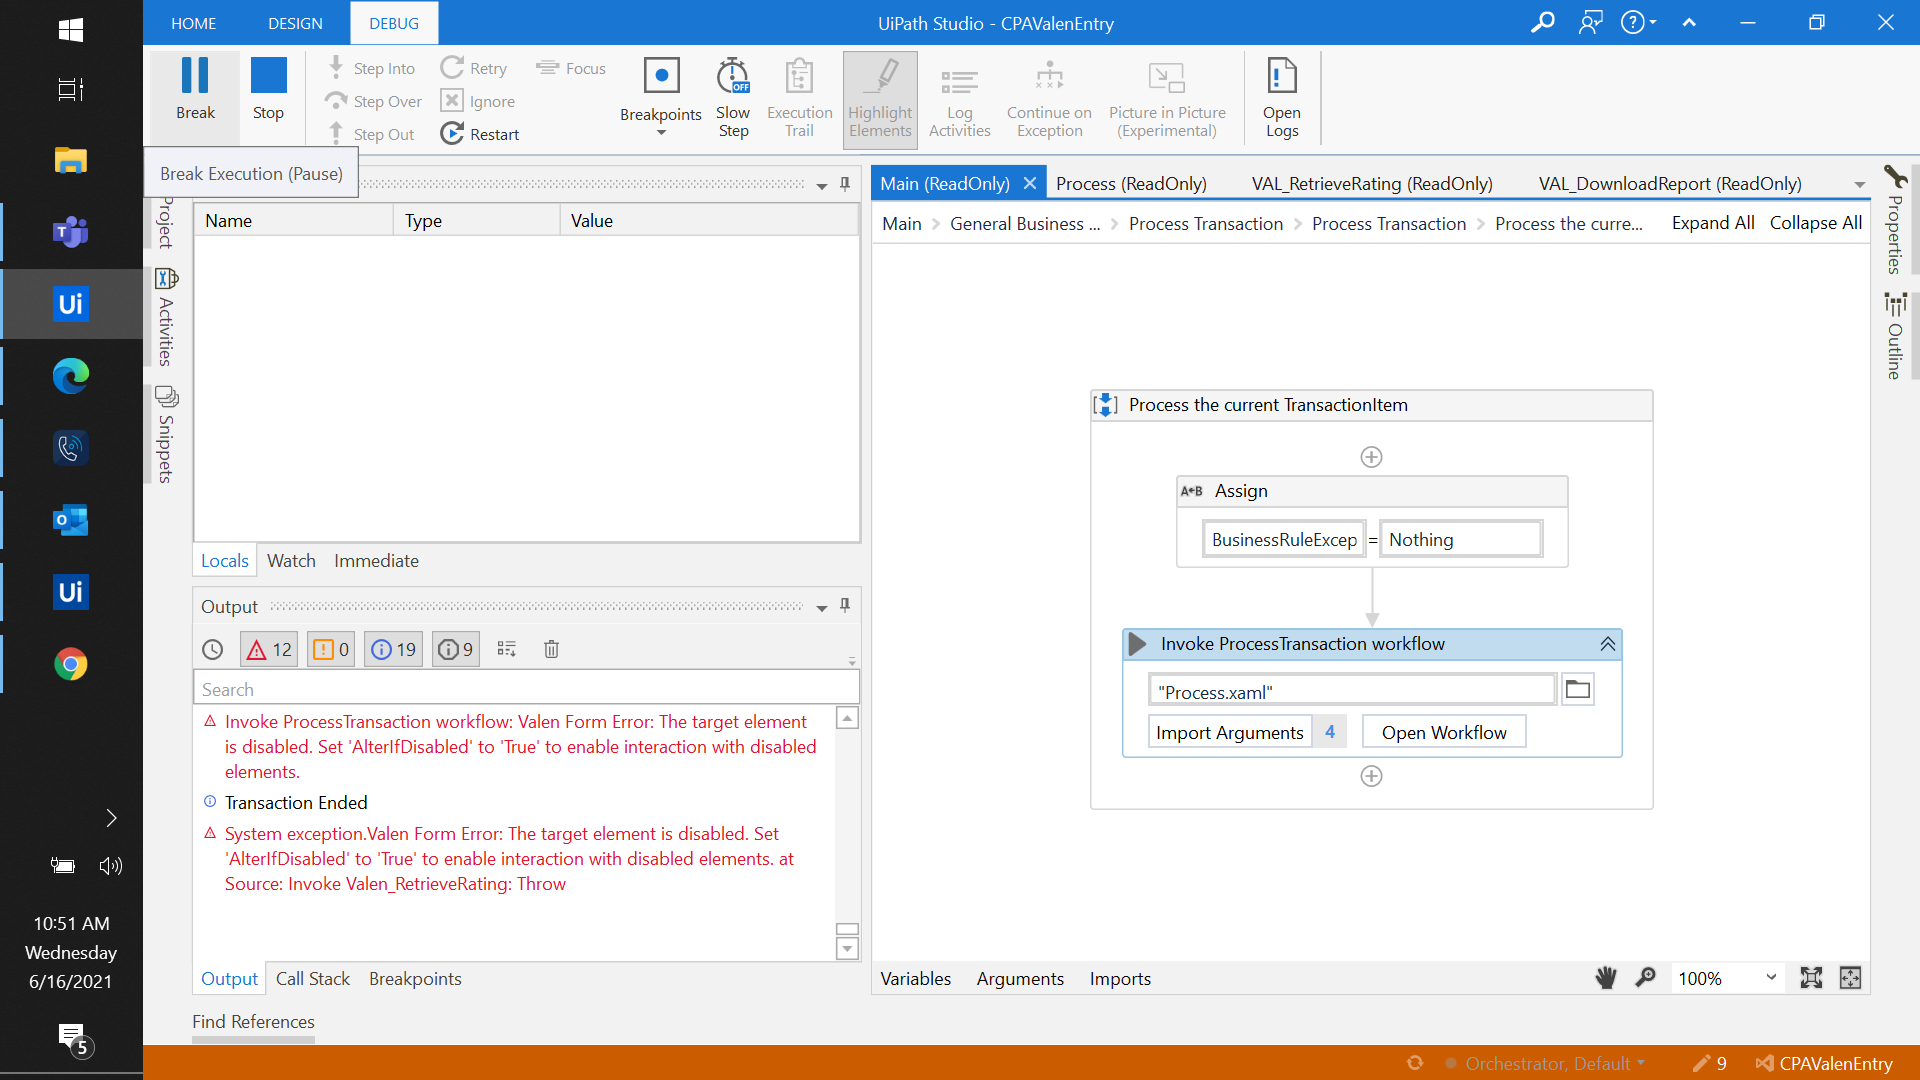 HOME
DESIGN
DEBUG
UiPath Studio - CPAValenEntry
Break
Stop
Step Into
Step Over
Step Out
Retry
Ignore
Restart
Focus
Breakpoints
Slow
Step
OFF
Execution
Trail
Highlight
Elements
Log
Activities
Continue on
Exception
Picture in Picture
(Experimental)
Open
Logs
Break Execution (Pause)
Project
Activities
Snippets
Name
Type
Value
Locals
Watch
Immediate
Output
12
0
19
9
Search
Invoke ProcessTransaction workflow: Valen Form Error: The target element
is disabled. Set 'AlterIfDisabled' to 'True' to enable interaction with disabled
elements.
Transaction Ended
System exception.Valen Form Error: The target element is disabled. Set
'AlterIfDisabled' to 'True' to enable interaction with disabled elements. at
Source: Invoke Valen_RetrieveRating: Throw
Output
Call Stack
Breakpoints
Find References
Main (ReadOnly)
Process (ReadOnly)
VAL_RetrieveRating (ReadOnly)
VAL_DownloadReport (ReadOnly)
Main
General Business ...
Process Transaction
Process Transaction
Process the curre...
Expand All
Collapse All
Process the current TransactionItem
A B
Assign
BusinessRuleExcep
=
Nothing
Invoke ProcessTransaction workflow
"Process.xaml"
Import Arguments
4
Open Workflow
Variables
Arguments
Imports
100%
Properties
Outline
Ui
Ui
10:51 AM
Wednesday
6/16/2021
5
Orchestrator, Default
9
CPAValenEntry